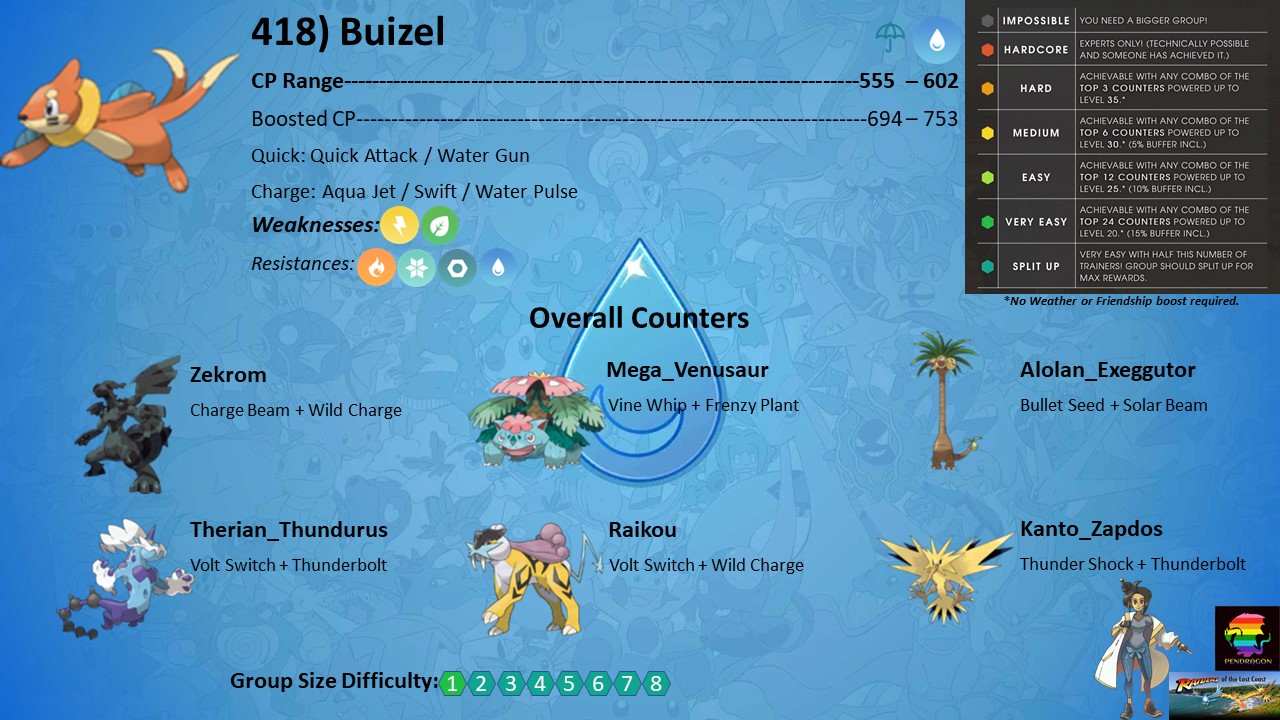 418) Buizel
CP Range---555 – 602
Boosted CP---694 – 753
Quick: Quick Attack / Water Gun
Charge: Aqua Jet / Swift / Water Pulse
Weaknesses:
Resistances:
IMPOSSIBLE YOU NEED A BIGGER GROUP!
HARDCORE EXPERTS ONLY! (TECHNICALLY POSSIBLE
AND SOMEONE HAS ACHIEVED IT.)
HARD ACHIEVABLE WITH ANY COMBO OF THE
TOP 3 COUNTERS POWERED UP TO
LEVEL 35.*
MEDIUM ACHIEVABLE WITH ANY COMBO OF THE
TOP 6 COUNTERS POWERED UP TO
LEVEL 30.* (5% BUFFER INCL.)
EASY ACHIEVABLE WITH ANY COMBO OF THE
TOP 12 COUNTERS POWERED UP TO
LEVEL 25.* (10% BUFFER INCL.)
VERY EASY ACHIEVABLE WITH ANY COMBO OF THE
TOP 24 COUNTERS POWERED UP TO
LEVEL 20.* (15% BUFFER INCL.)
SPLIT UP VERY EASY WITH HALF THIS NUMBER OF
TRAINERS! GROUP SHOULD SPLIT UP FOR
MAX REWARDS.
*No Weather or Friendship boost required.
Overall Counters
Zekrom
Charge Beam + Wild Charge
Mega_Venusaur
Vine Whip + Frenzy Plant
Alolan_Exeggutor
Bullet Seed + Solar Beam
Therian_Thundurus
Volt Switch + Thunderbolt
Raikou
Volt Switch + Wild Charge
Kanto_Zapdos
Thunder Shock + Thunderbolt
Group Size Difficulty: 1 2 3 4 5 6 7 8
PENDRAGON
RAIDERS of the Lost Coast